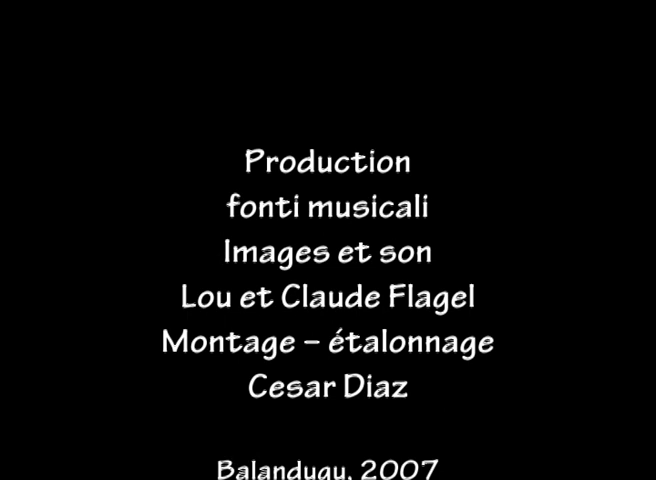 Production
fonti musicali
Images et son
Lou et Claude Flagel
Montage – étalonnage
Cesar Diaz
Balandugu, 2007